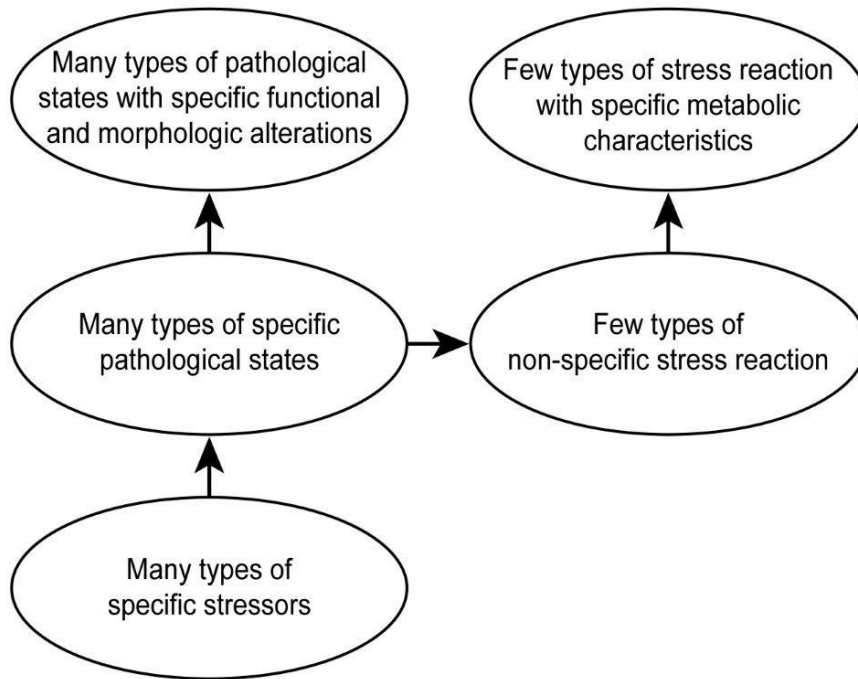 Many types of pathological
states with specific functional
and morphologic alterations
Few types of stress reaction
with specific metabolic
characteristics
Many types of specific
pathological states
Few types of
non-specific stress reaction
Many types of
specific stressors